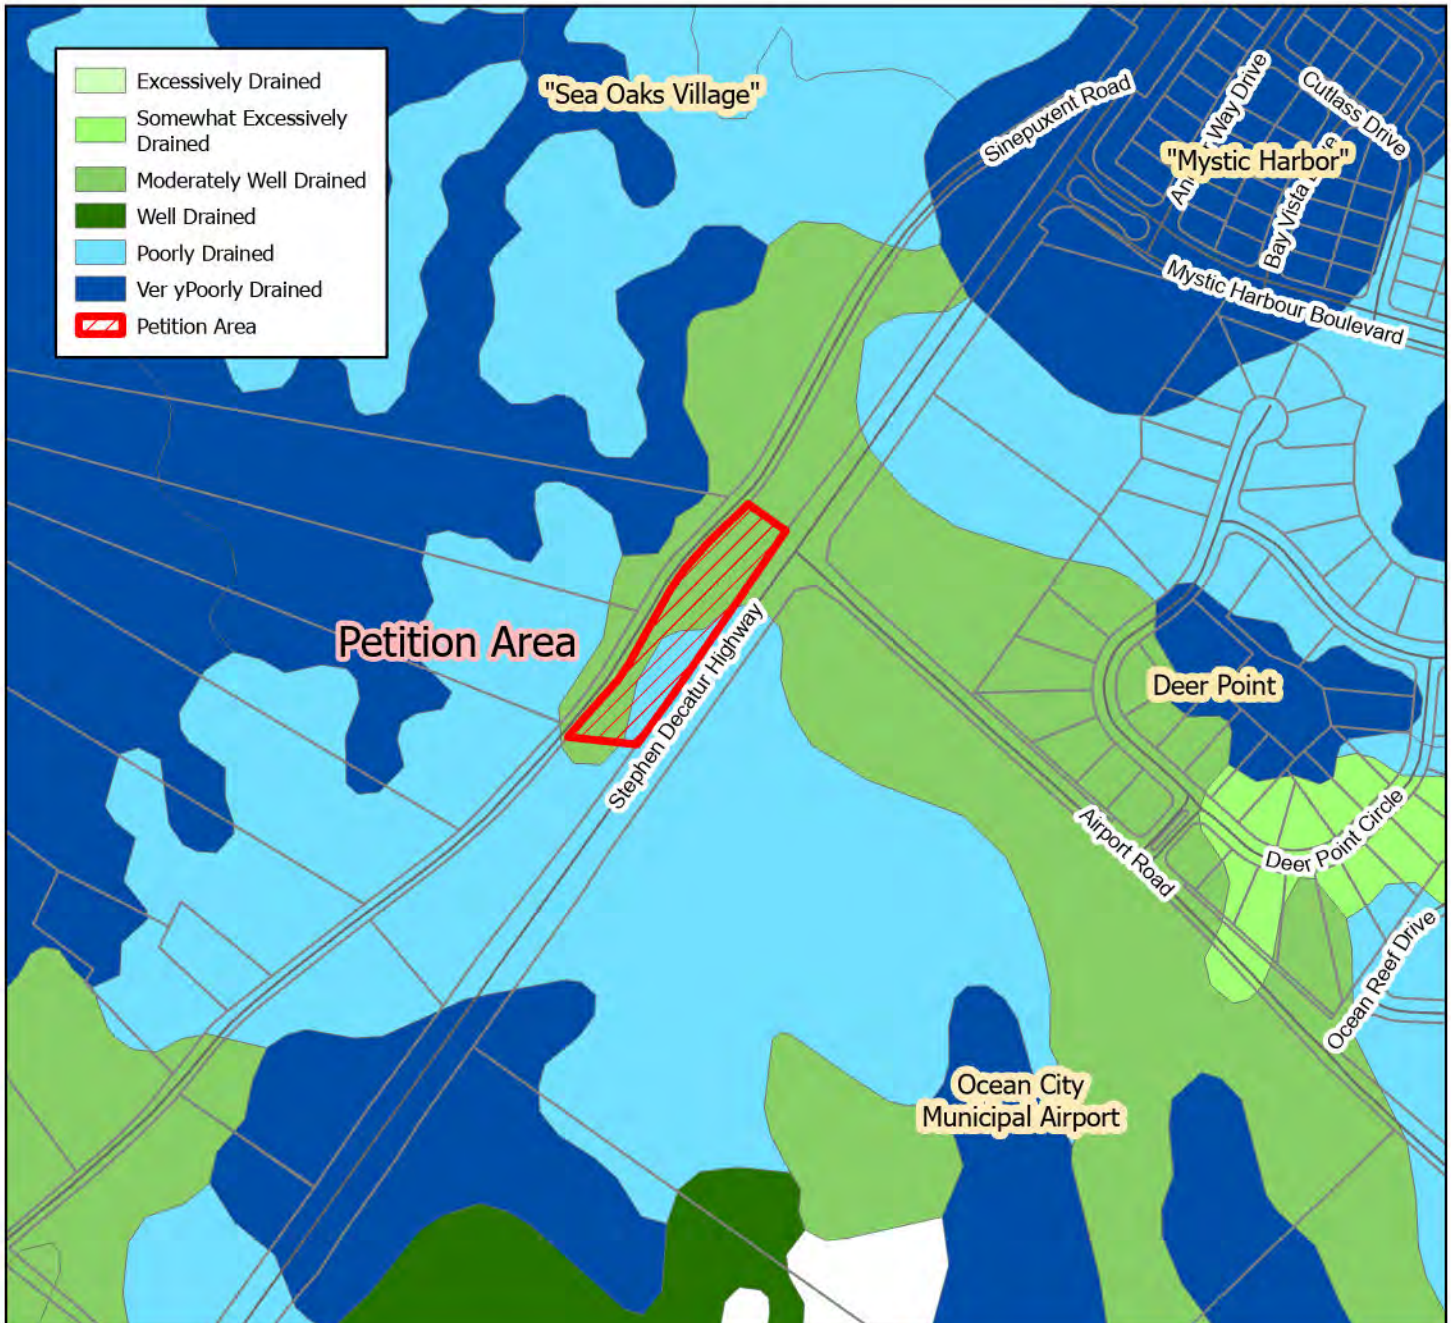 Excessively Drained
Somewhat Excessively
Drained
Moderately Well Drained
Well Drained
Poorly Drained
Ver yPoorly Drained
Petition Area
"Sea Oaks Village"
Sinepuxent Road
Way Drive
Cutlass Drive
"Mystic Harbor"
Bay Vista
Mystic Harbour Boulevard
Petition Area
Stephen Decatur Highway
Deer Point
Airport Road
Deer Point Circle
Ocean Reef Drive
Ocean City
Municipal Airport